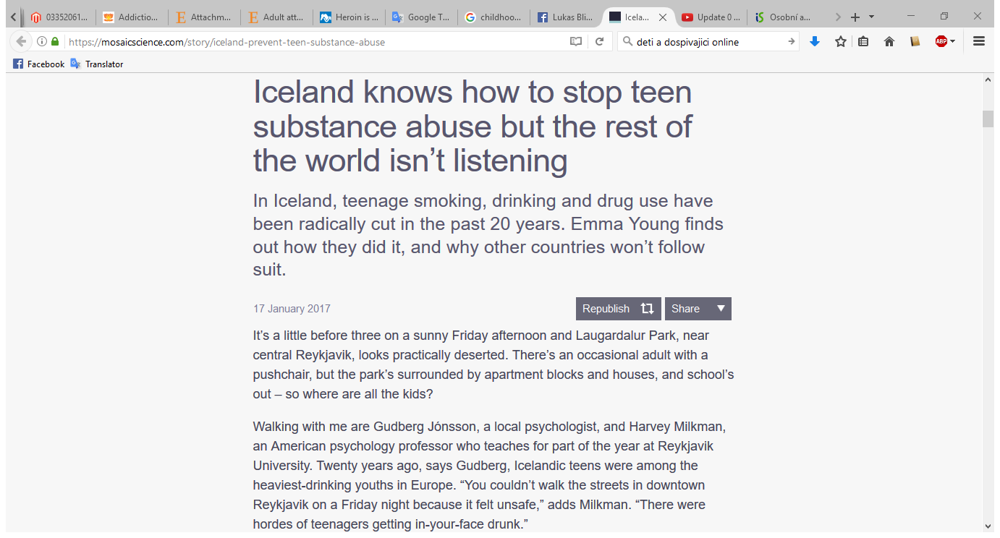 03352061...
Addictio...
Attachm...
Adult att...
Heroin is ...
Google T...
childhoo...
Lukas Bli...
Icela...
Update 0 ...
Osobní a...
https://mosaicscience.com/story/iceland-prevent-teen-substance-abuse
deti a dospivajici online
ABP
Facebook
Translator
Iceland knows how to stop teen
substance abuse but the rest of
the world isn’t listening
In Iceland, teenage smoking, drinking and drug use have
been radically cut in the past 20 years. Emma Young finds
out how they did it, and why other countries won’t follow
suit.
17 January 2017
Republish
Share
It’s a little before three on a sunny Friday afternoon and Laugardalur Park, near
central Reykjavik, looks practically deserted. There’s an occasional adult with a
pushchair, but the park’s surrounded by apartment blocks and houses, and school’s
out – so where are all the kids?
Walking with me are Gudberg Jónsson, a local psychologist, and Harvey Milkman,
an American psychology professor who teaches for part of the year at Reykjavik
University. Twenty years ago, says Gudberg, Icelandic teens were among the
heaviest-drinking youths in Europe. “You couldn’t walk the streets in downtown
Reykjavik on a Friday night because it felt unsafe,” adds Milkman. “There were
hordes of teenagers getting in-your-face drunk.”